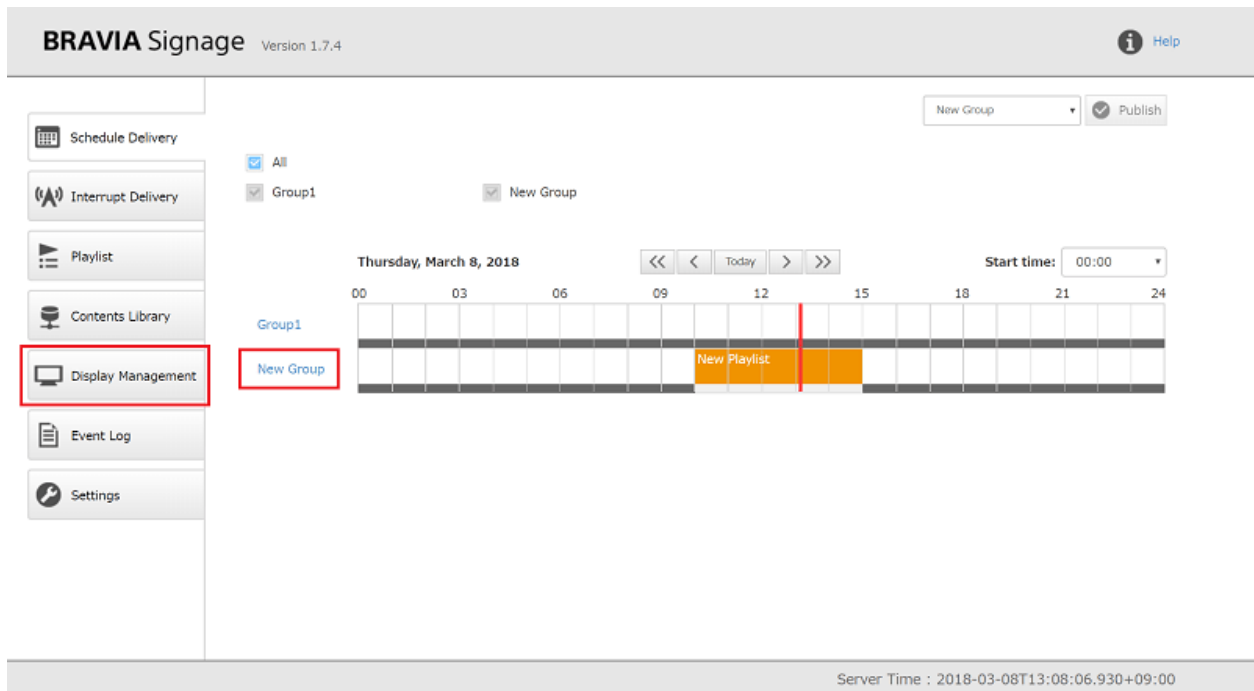 BRAVIA Signage Version 1.7.4
Help
New Group
Publish
Schedule Delivery
All
Interrupt Delivery
Group1
New Group
Playlist
Thursday, March 8, 2018
Today
Start time: 00:00
00 03 06 09 12 15 18 21 24
Contents Library
Group1
New Playlist
Display Management
New Group
Event Log
Settings
Server Time : 2018-03-08T13:08:06.930+09:00